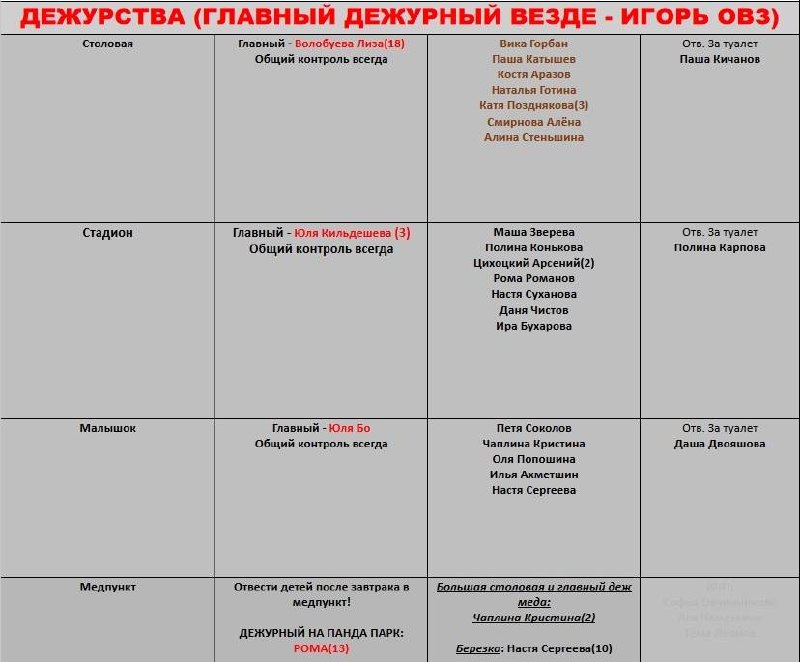 ДЕЖУРСТВА (ГЛАВНЫЙ ДЕЖУРНЫЙ ВЕЗДЕ - ИГОРЬ ОВЗ)
Столовая
Главный - Волобуева Лиза(18)
Общий контроль всегда
Вика Горбан
Паша Катышев
Костя Аразов
Наталья Готина
Катя Позднякова(3)
Смирнова Алёна
Алина Стеньшина
Отв. За туалет
Паша Кичанов
Стадион
Главный - Юля Кильдешева (3)
Общий контроль всегда
Маша Зверева
Полина Конькова
Цихоцкий Арсений(2)
Рома Романов
Настя Суханова
Даня Чистов
Ира Бухарова
Отв. За туалет
Полина Карпова
Малышок
Главный - Юля Бо
Общий контроль всегда
Петя Соколов
Чаплина Кристина
Оля Попошина
Илья Ахметшин
Настя Сергеева
Отв. За туалет
Даша Двояшова
Медпункт
Отвести детей после завтрака в
медпункт!
ДЕЖУРНЫЙ НА ПАНДА ПАРК:
РОМА(13)
Большая столовая и главный деж
меда:
Чаплина Кристина(2)
Березка: Настя Сергеева(10)